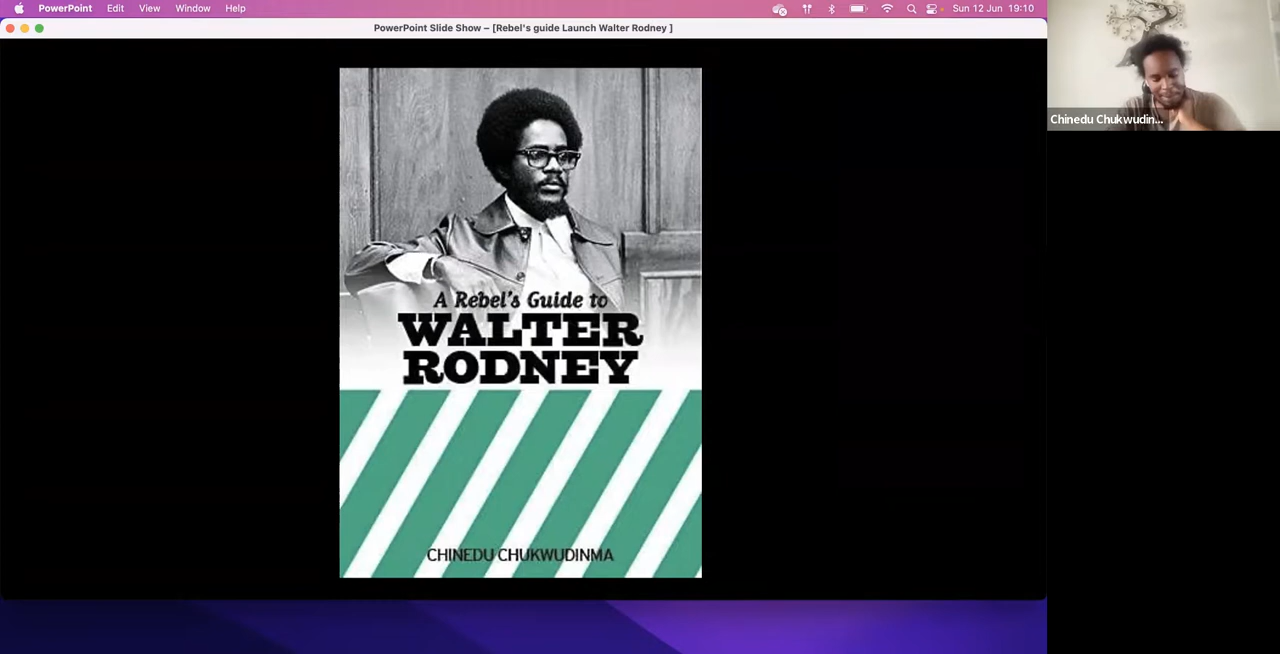 PowerPoint Edit View Window Help Sun 12 Jun 19:10
PowerPoint Slide Show – [Rebel's guide Launch Walter Rodney ]
Chinedu Chukwudin...
A Rebel's Guide to
WALTER
RODNEY
CHINEDU CHUKWUDINMA